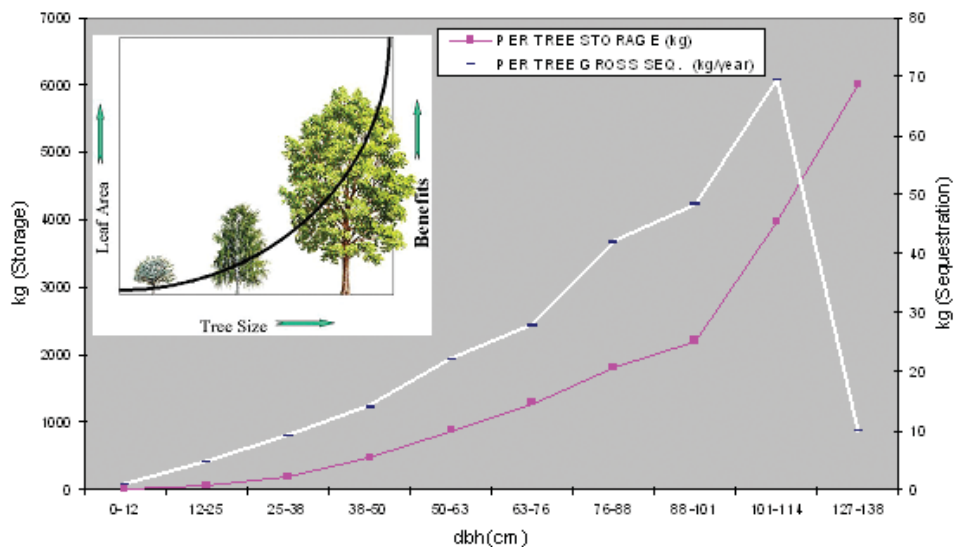 7000
6000
5000
4000
3000
2000
1000
0
kg (Storage)
80
70
60
50
40
30
20
10
0
kg (Sequestration)
PER TREE STORAGE (kg)
PER TREE GROSS SEQ. (kg/year)
Leaf Area
Benefits
Tree Size
0-12 12-25 25-38 38-50 50-63 63-76 76-88 88-101 101-114 127-138
dbh(cm)